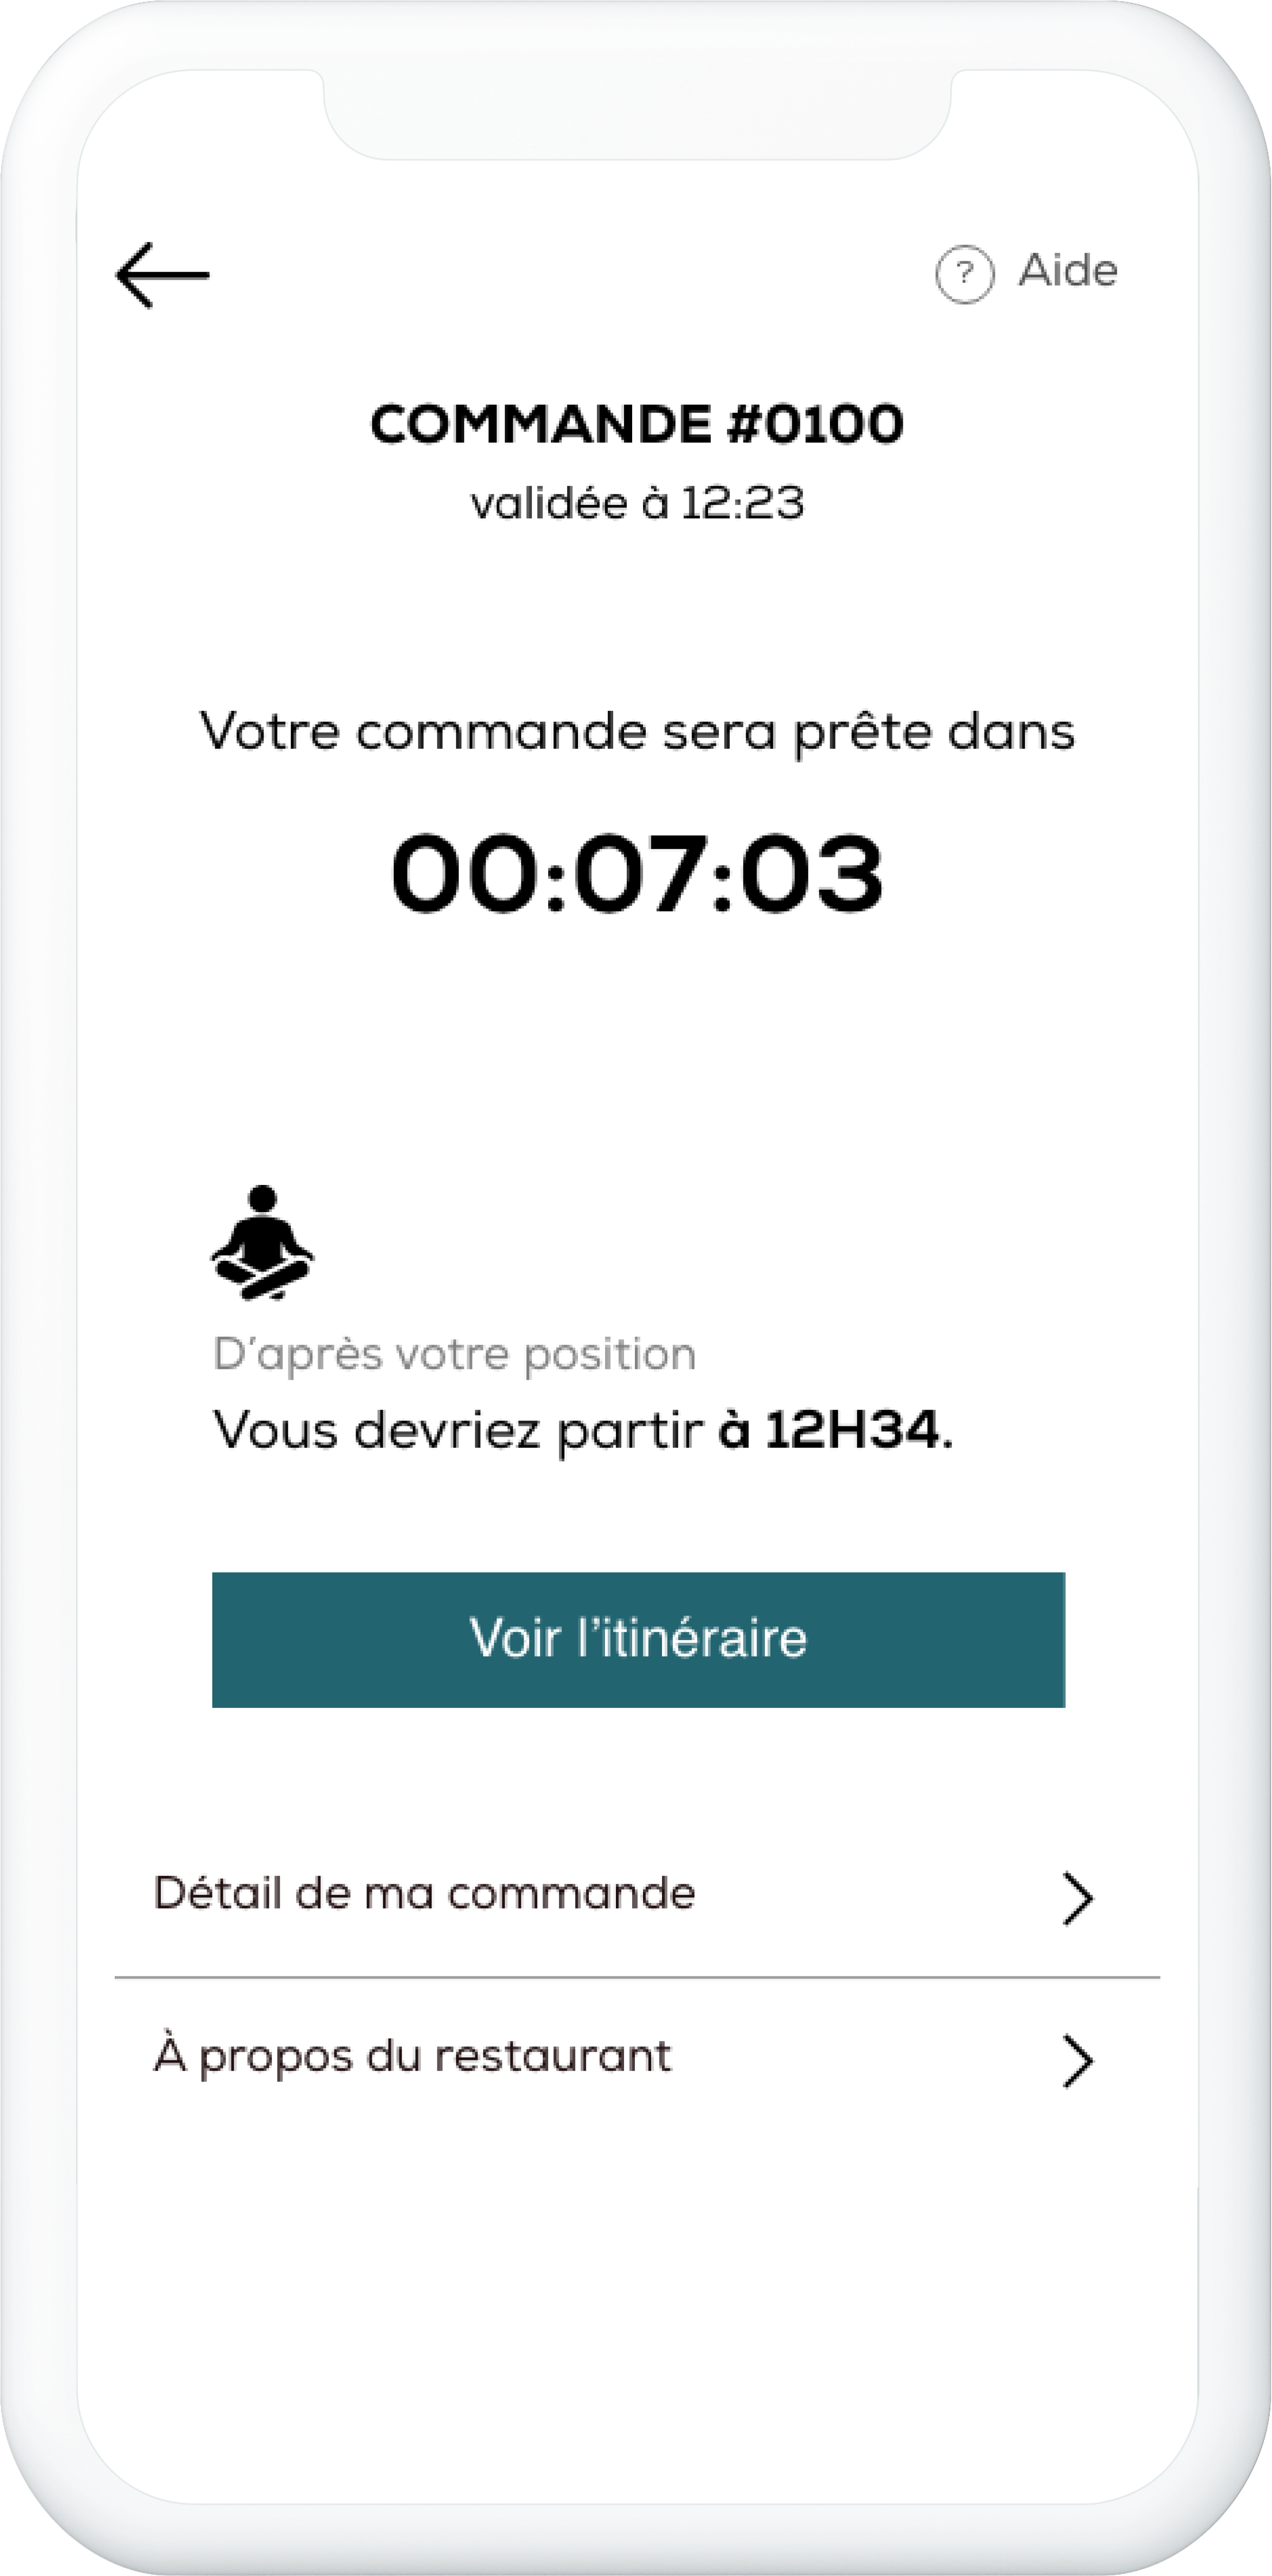 ? Aide
COMMANDE #0100
validée à 12:23
Votre commande sera prête dans
00:07:03
D'après votre position
Vous devriez partir à 12H34.
Voir l’itinéraire
Détail de ma commande
À propos du restaurant